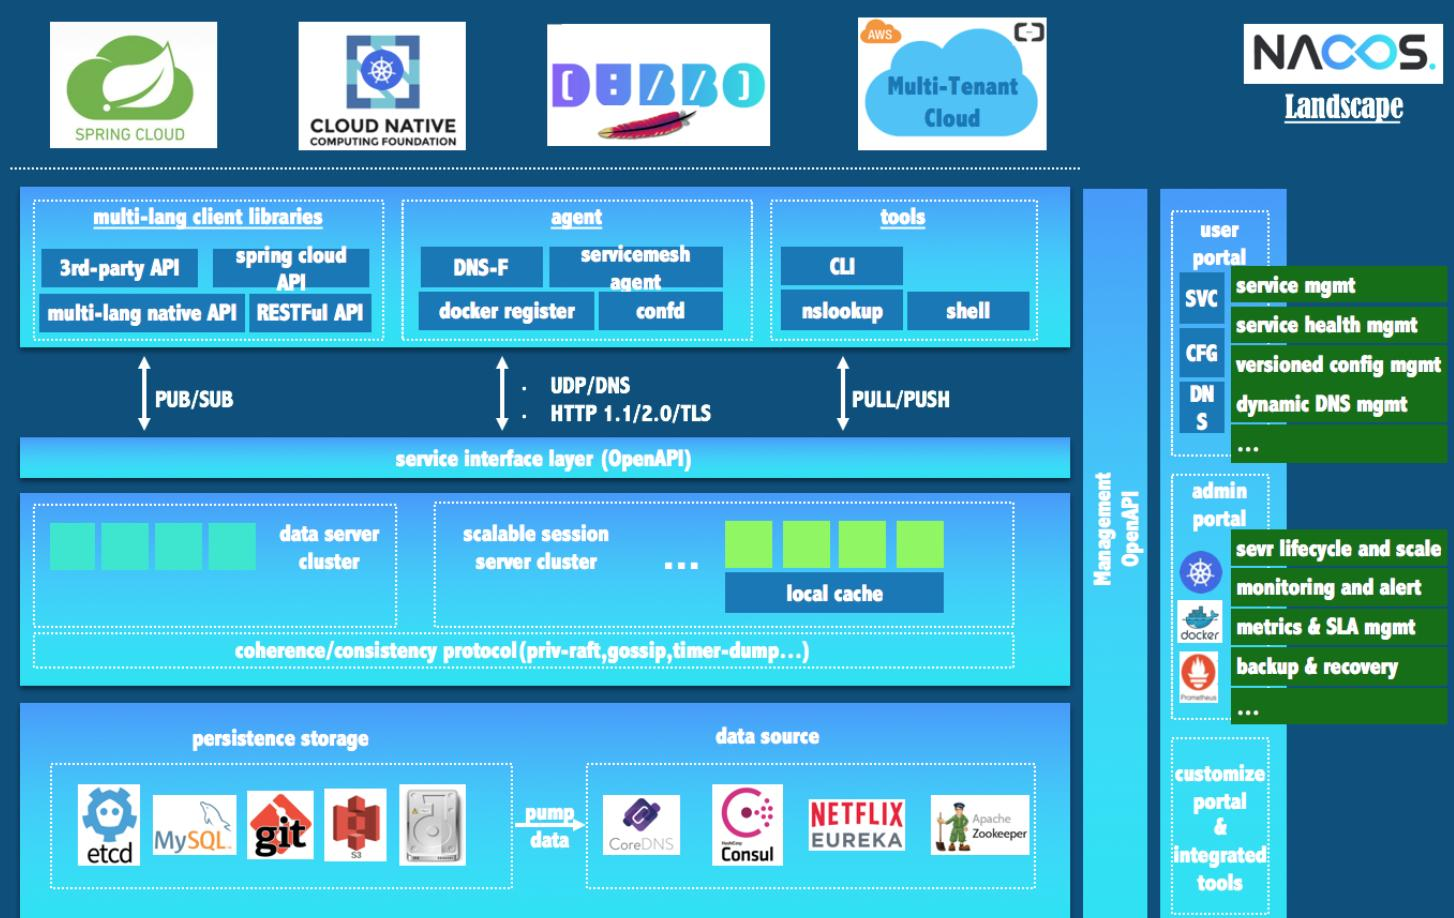 SPRING CLOUD
CLOUD NATIVE
COMPUTING FOUNDATION
DUBBO
AWS
Multi-Tenant
Cloud
NACOS.
Landscape
multi-lang client libraries
3rd-party API
spring cloud
API
multi-lang native API
RESTFul API
agent
DNS-F
servicemesh
agent
docker register
confd
tools
CLI
nslookup
shell
PUB/SUB
· UDP/DNS
· HTTP 1.1/2.0/TLS
PULL/PUSH
service interface layer (OpenAPI)
data server
cluster
scalable session
server cluster
...
local cache
coherence/consistency protocol(priv-raft,gossip,timer-dump...)
persistence storage
etcd
MySQL
git
S3
pump
data
data source
CoreDNS
HashiCorp
Consul
NETFLIX
EUREKA
Apache
Zookeeper
Management
OpenAPI
user
portal
SVC
CFG
DN
S
service mgmt
service health mgmt
versioned config mgmt
dynamic DNS mgmt
...
admin
portal
docker
Prometheus
sevr lifecycle and scale
monitoring and alert
metrics & SLA mgmt
backup & recovery
...
customize
portal
&
integrated
tools